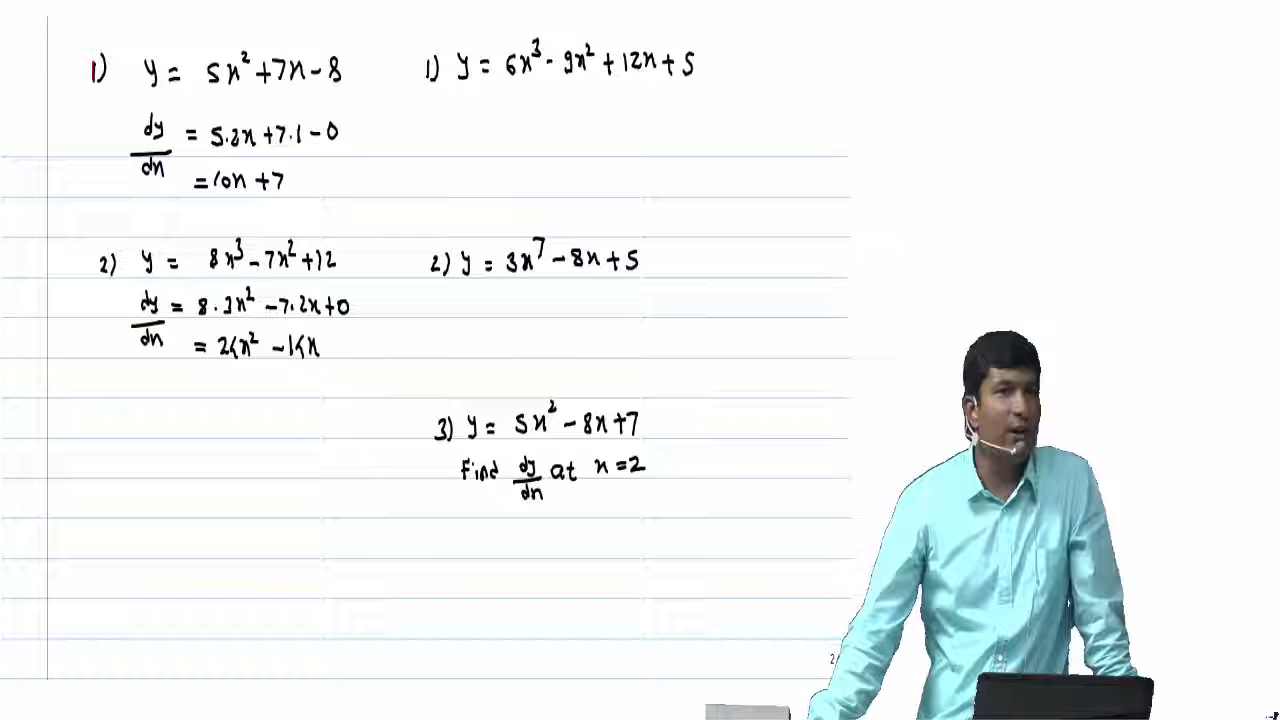 1) y = 5x² + 7x - 8
dy/dx = 5.2x + 7.1 - 0
= 10x + 7
2) y = 8x³ - 7x² + 12
dy/dx = 8.3x² - 7.2x + 0
= 24x² - 14x
1) y = 6x³ - 9x² + 12x + 5
2) y = 3x⁷ - 8x + 5
3) y = 5x² - 8x + 7
Find dy/dx at x = 2